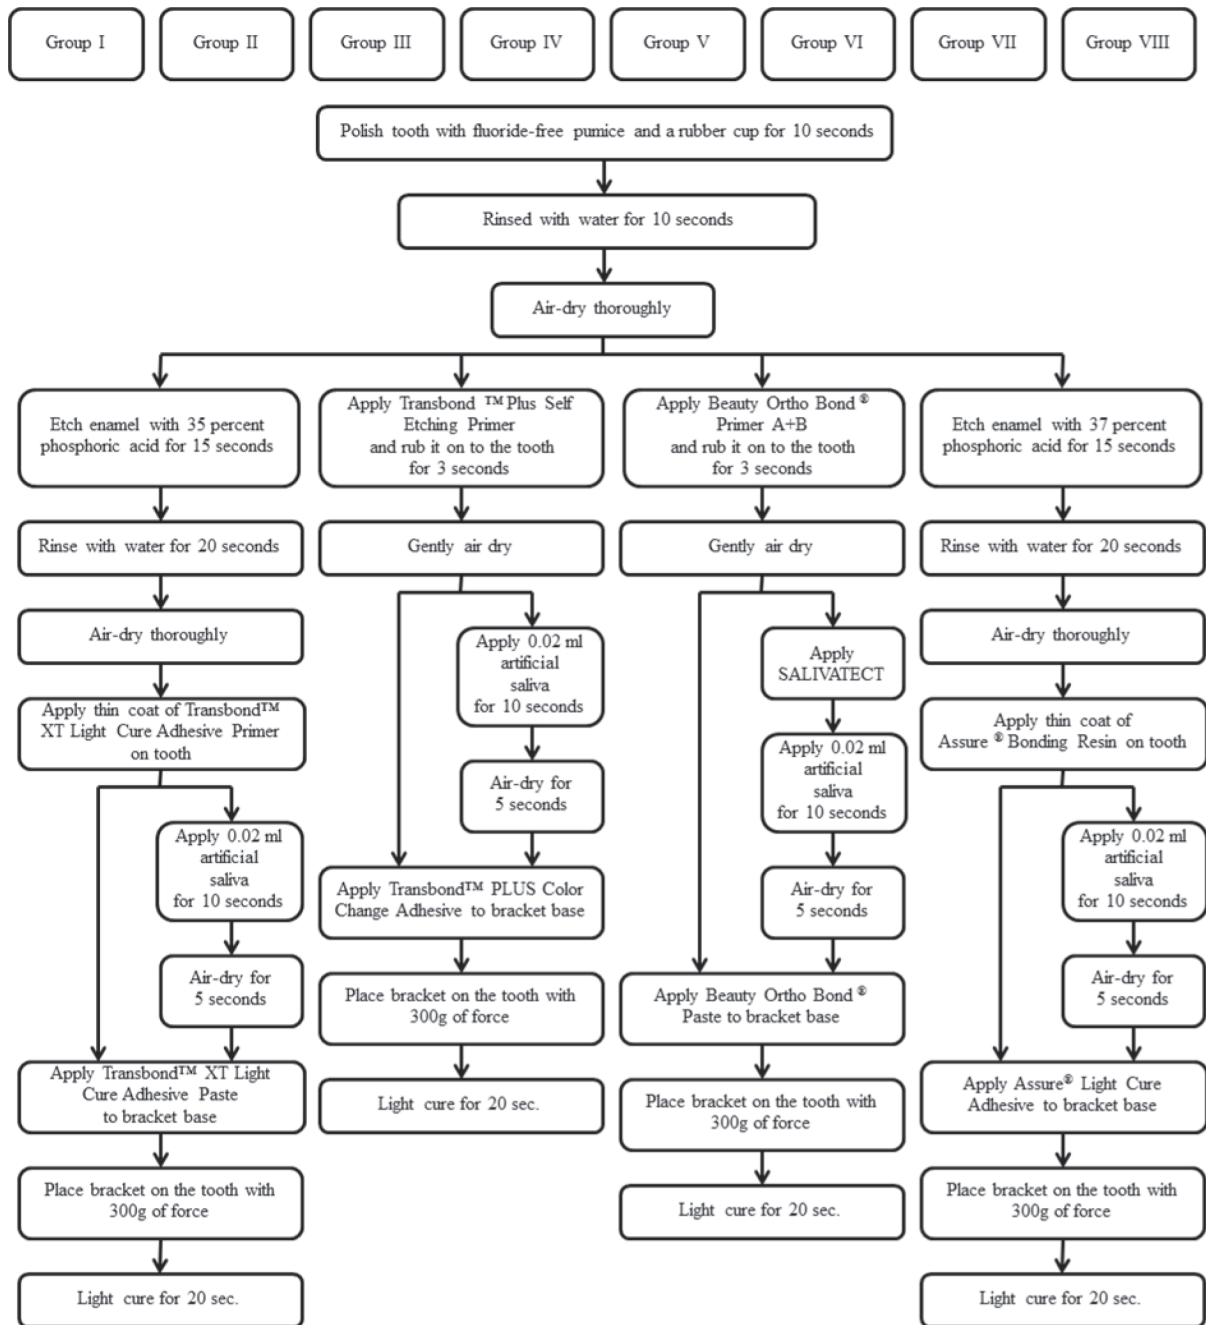 Group I
Group II
Group III
Group IV
Group V
Group VI
Group VII
Group VIII
Polish tooth with fluoride-free pumice and a rubber cup for 10 seconds
Rinsed with water for 10 seconds
Air-dry thoroughly
Etch enamel with 35 percent
phosphoric acid for 15 seconds
Rinse with water for 20 seconds
Air-dry thoroughly
Apply thin coat of Transbond™
XT Light Cure Adhesive Primer
on tooth
Apply 0.02 ml
artificial
saliva
for 10 seconds
Air-dry for
5 seconds
Apply Transbond™ XT Light
Cure Adhesive Paste
to bracket base
Place bracket on the tooth with
300g of force
Light cure for 20 sec.
Apply Transbond ™ Plus Self
Etching Primer
and rub it on to the tooth
for 3 seconds
Gently air dry
Apply 0.02 ml
artificial
saliva
for 10 seconds
Air-dry for
5 seconds
Apply Transbond™ PLUS Color
Change Adhesive to bracket base
Place bracket on the tooth with
300g of force
Light cure for 20 sec.
Apply Beauty Ortho Bond ®
Primer A+B
and rub it on to the tooth
for 3 seconds
Gently air dry
Apply
SALIVATECT
Apply 0.02 ml
artificial
saliva
for 10 seconds
Air-dry for
5 seconds
Apply Beauty Ortho Bond ®
Paste to bracket base
Place bracket on the tooth with
300g of force
Light cure for 20 sec.
Etch enamel with 37 percent
phosphoric acid for 15 seconds
Rinse with water for 20 seconds
Air-dry thoroughly
Apply thin coat of
Assure ® Bonding Resin on tooth
Apply 0.02 ml
artificial
saliva
for 10 seconds
Air-dry for
5 seconds
Apply Assure® Light Cure
Adhesive to bracket base
Place bracket on the tooth with
300g of force
Light cure for 20 sec.